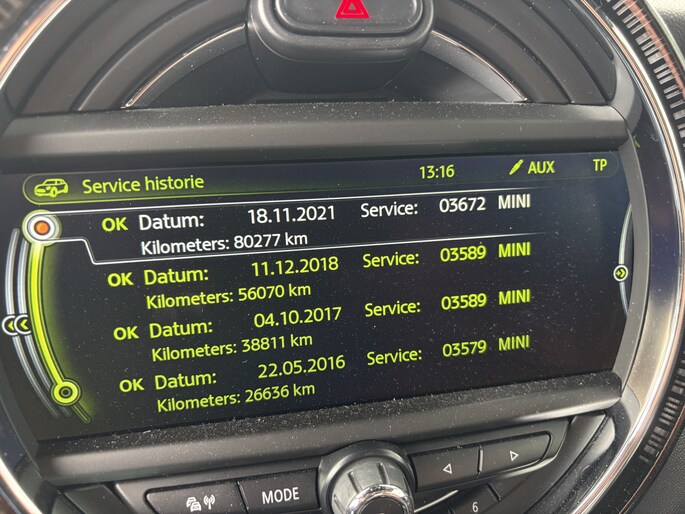 Service historie 13:16 AUX TP
OK Datum: 18.11.2021 Service: 03672 MINI
Kilometers: 80277 km
OK Datum: 11.12.2018 Service: 03589 MINI
Kilometers: 56070 km
OK Datum: 04.10.2017 Service: 03589 MINI
Kilometers: 38811 km
OK Datum: 22.05.2016 Service: 03579 MINI
Kilometers: 26636 km
MODE
6